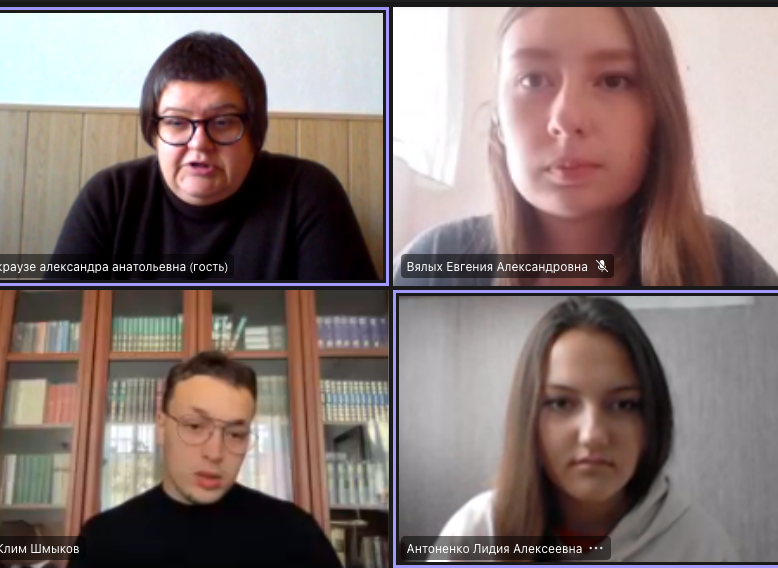 краузе александра анатольевна (гость)
Вялых Евгения Александровна
Клим Шмыков
Антоненко Лидия Алексеевна